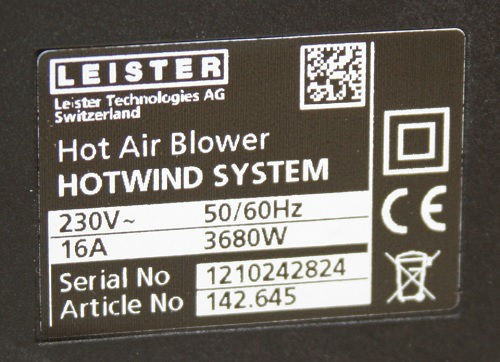 LEISTER
Leister Technologies AG
Switzerland
Hot Air Blower
HOTWIND SYSTEM
230V~ 50/60Hz
16A 3680W
Serial No 1210242824
Article No 142.645
CE